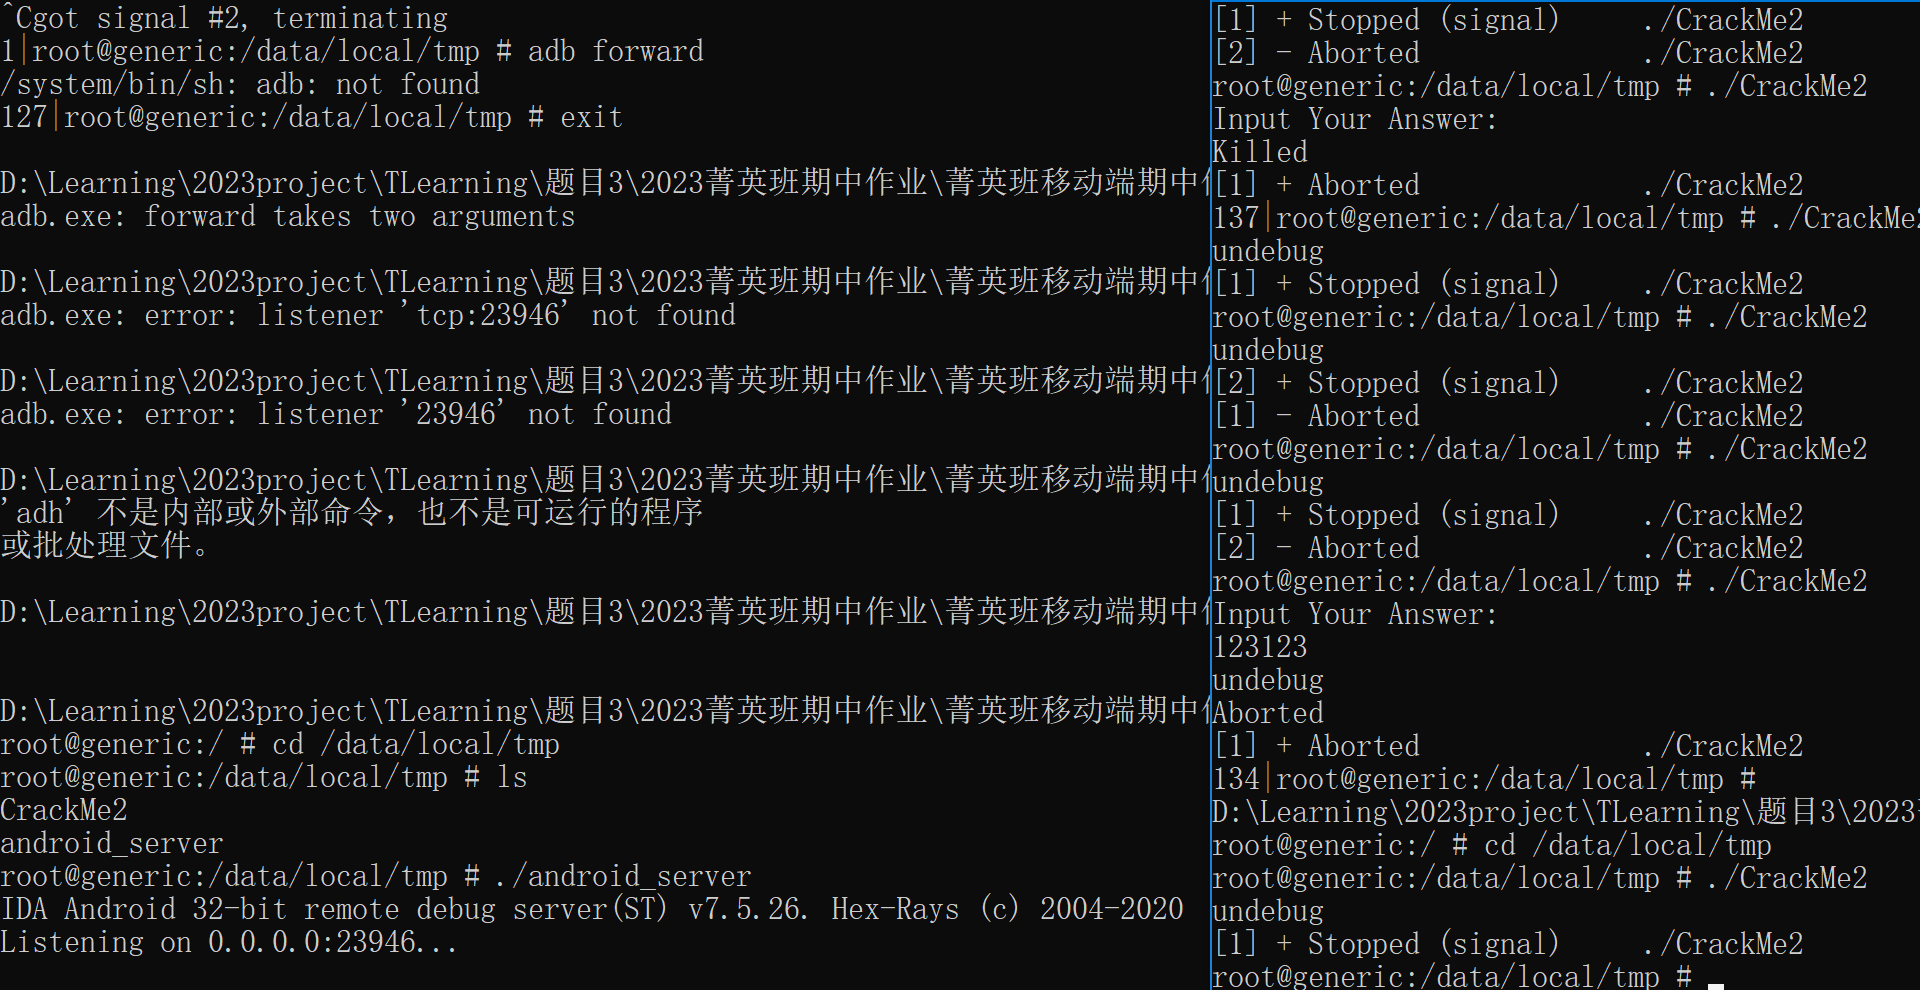 ^Cgot signal #2, terminating
1|root@generic:/data/local/tmp # adb forward
/system/bin/sh: adb: not found
127|root@generic:/data/local/tmp # exit
D:\Learning\2023project\TLearning\题目3\2023菁英班期中作业\菁英班移动端期中
adb.exe: forward takes two arguments
D:\Learning\2023project\TLearning\题目3\2023菁英班期中作业\菁英班移动端期中
adb.exe: error: listener 'tcp:23946' not found
D:\Learning\2023project\TLearning\题目3\2023菁英班期中作业\菁英班移动端期中
adb.exe: error: listener '23946' not found
D:\Learning\2023project\TLearning\题目3\2023菁英班期中作业\菁英班移动端期中
'adh' 不是内部或外部命令，也不是可运行的程序
或批处理文件。
D:\Learning\2023project\TLearning\题目3\2023菁英班期中作业\菁英班移动端期中
D:\Learning\2023project\TLearning\题目3\2023菁英班期中作业\菁英班移动端期中
root@generic:/ # cd /data/local/tmp
root@generic:/data/local/tmp # ls
CrackMe2
android_server
root@generic:/data/local/tmp # ./android_server
IDA Android 32-bit remote debug server(ST) v7.5.26. Hex-Rays (c) 2004-2020
Listening on 0.0.0.0:23946...
[1] + Stopped (signal) ./CrackMe2
[2] - Aborted ./CrackMe2
root@generic:/data/local/tmp # ./CrackMe2
Input Your Answer:
Killed
[1] + Aborted ./CrackMe2
137|root@generic:/data/local/tmp # ./CrackMe2
undebug
[1] + Stopped (signal) ./CrackMe2
root@generic:/data/local/tmp # ./CrackMe2
undebug
[2] + Stopped (signal) ./CrackMe2
[1] - Aborted ./CrackMe2
root@generic:/data/local/tmp # ./CrackMe2
undebug
[1] + Stopped (signal) ./CrackMe2
[2] - Aborted ./CrackMe2
root@generic:/data/local/tmp # ./CrackMe2
Input Your Answer:
123123
undebug
Aborted
[1] + Aborted ./CrackMe2
134|root@generic:/data/local/tmp #
D:\Learning\2023project\TLearning\题目3\2023
root@generic:/ # cd /data/local/tmp
root@generic:/data/local/tmp # ./CrackMe2
undebug
[1] + Stopped (signal) ./CrackMe2
root@generic:/data/local/tmp #